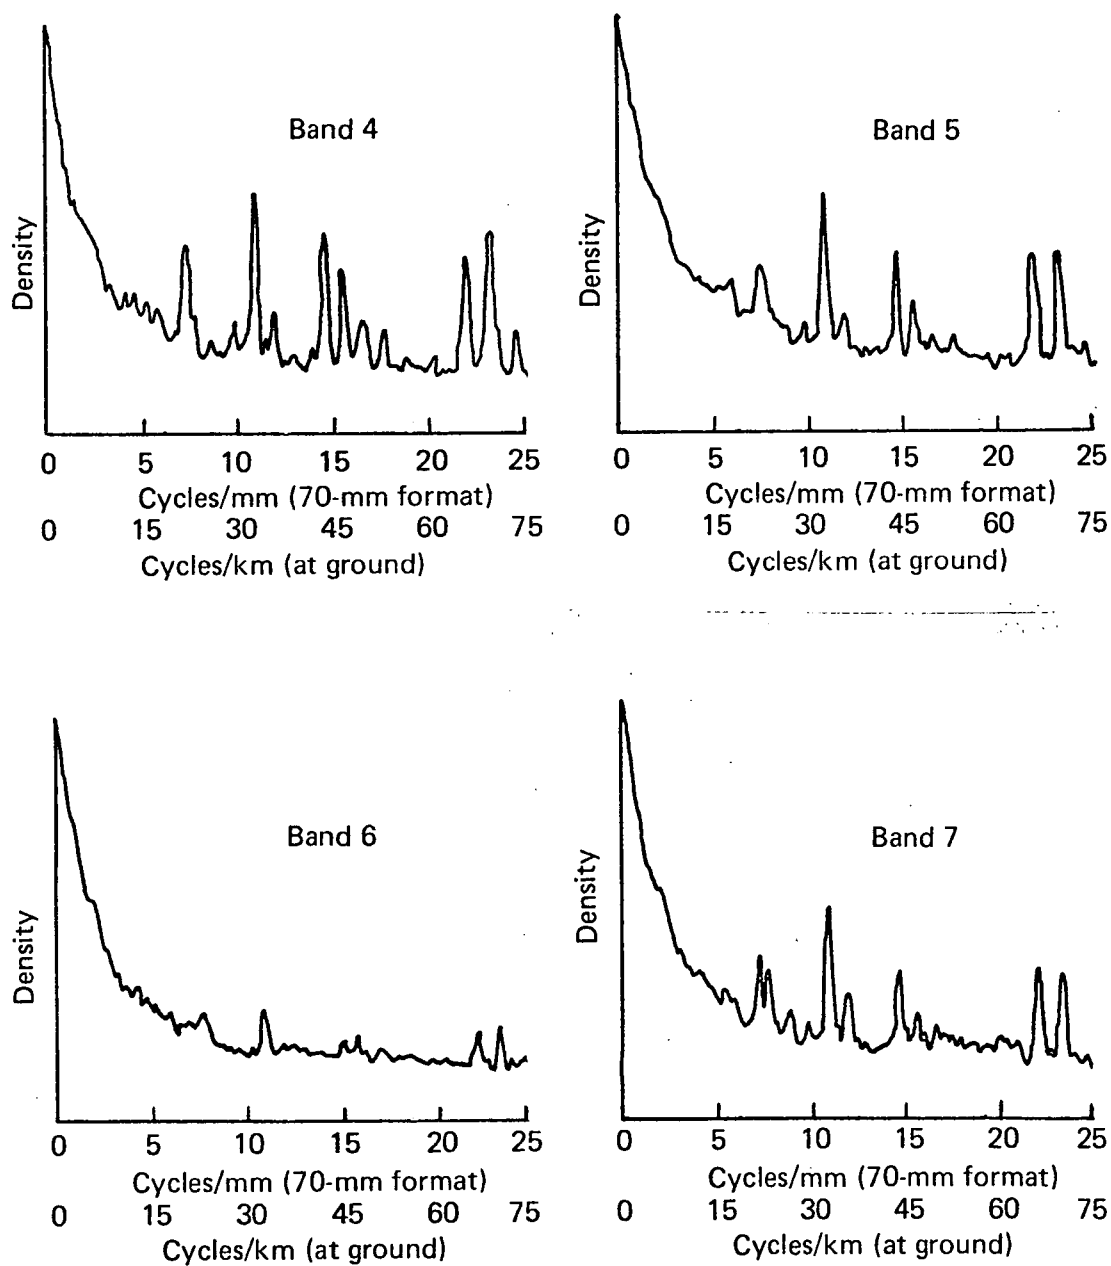 Band 4
Density
0 5 10 15 20 25
Cycles/mm (70-mm format)
0 15 30 45 60 75
Cycles/km (at ground)
Band 5
Density
0 5 10 15 20 25
Cycles/mm (70-mm format)
0 15 30 45 60 75
Cycles/km (at ground)
Band 6
Density
0 5 10 15 20 25
Cycles/mm (70-mm format)
0 15 30 45 60 75
Cycles/km (at ground)
Band 7
Density
0 5 10 15 20 25
Cycles/mm (70-mm format)
0 15 30 45 60 75
Cycles/km (at ground)